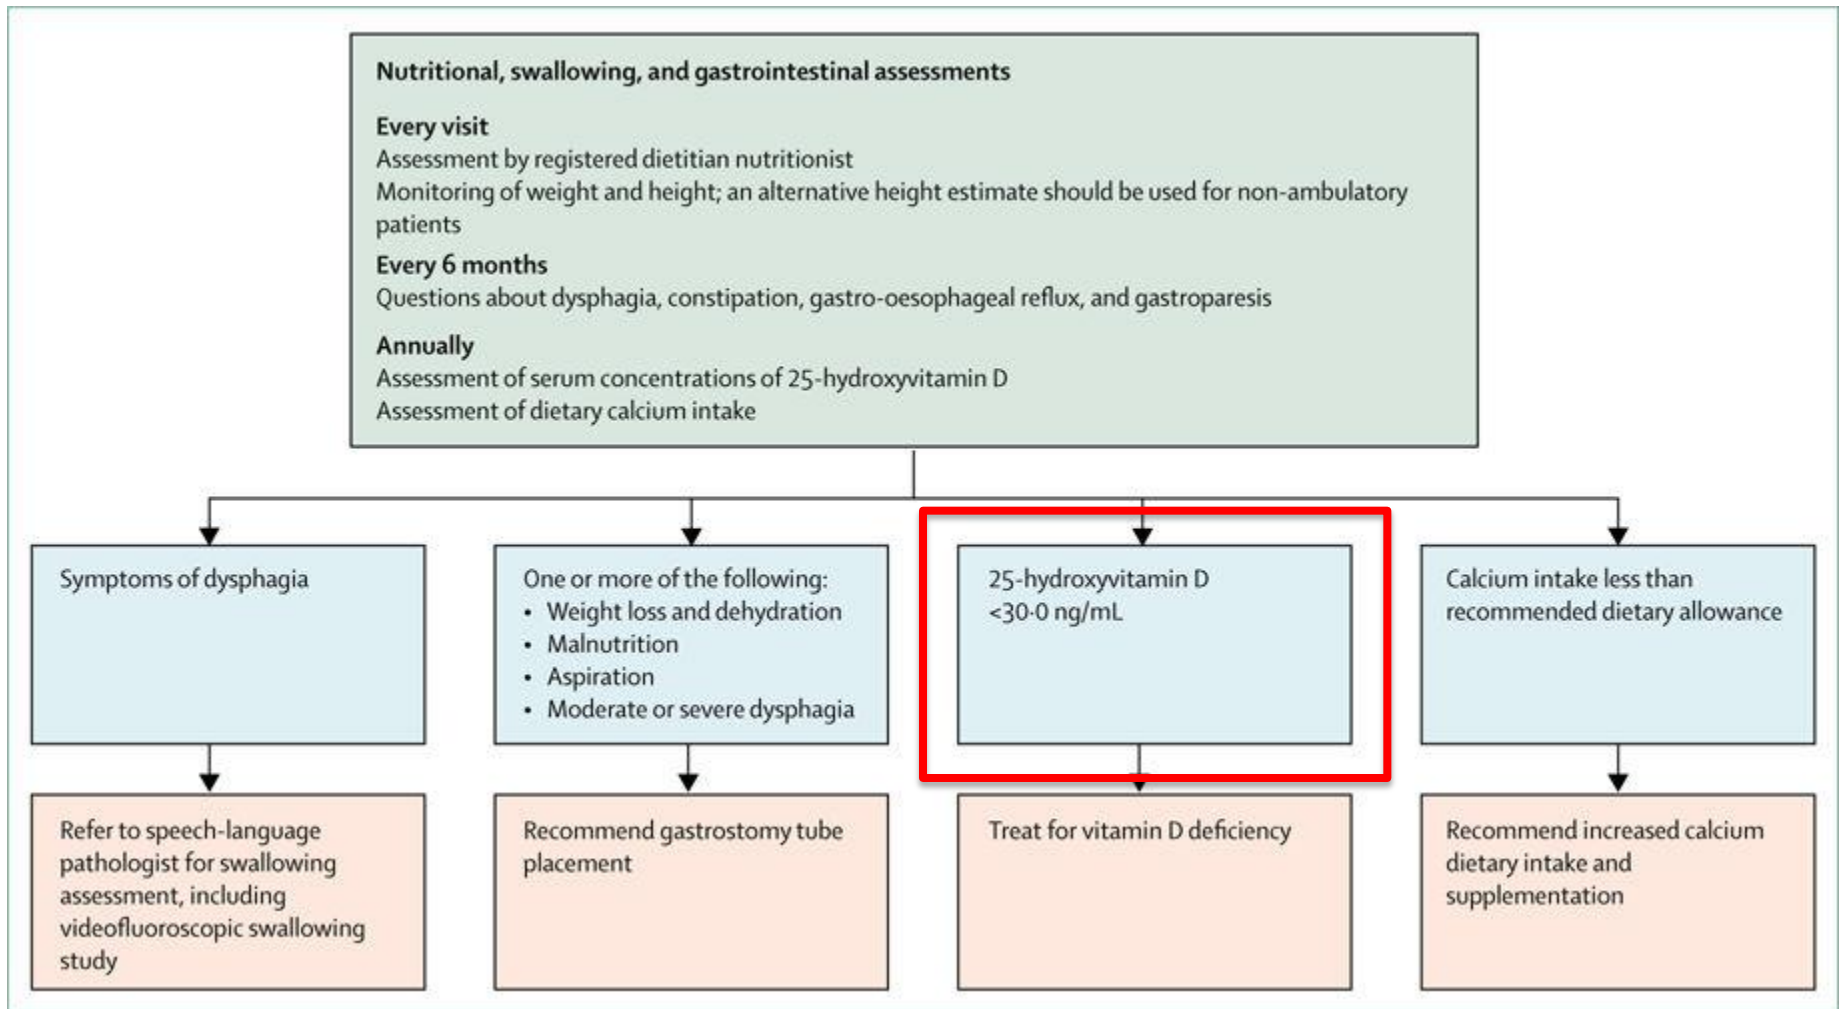 Nutritional, swallowing, and gastrointestinal assessments
Every visit
Assessment by registered dietitian nutritionist
Monitoring of weight and height; an alternative height estimate should be used for non-ambulatory
patients
Every 6 months
Questions about dysphagia, constipation, gastro-oesophageal reflux, and gastroparesis
Annually
Assessment of serum concentrations of 25-hydroxyvitamin D
Assessment of dietary calcium intake
Symptoms of dysphagia
One or more of the following:
• Weight loss and dehydration
• Malnutrition
• Aspiration
• Moderate or severe dysphagia
25-hydroxyvitamin D
<30·0 ng/mL
Calcium intake less than
recommended dietary allowance
Refer to speech-language
pathologist for swallowing
assessment, including
videofluoroscopic swallowing
study
Recommend gastrostomy tube
placement
Treat for vitamin D deficiency
Recommend increased calcium
dietary intake and
supplementation